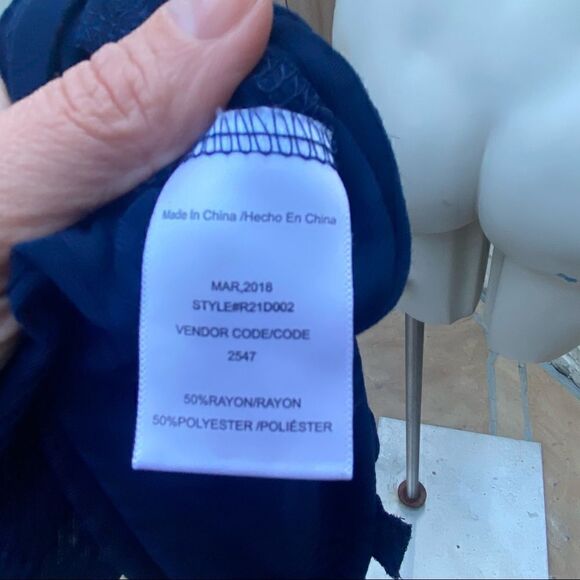 Made In China /Hecho En China
MAR,2018
STYLE#R21D002
VENDOR CODE/CODE
2547
50%RAYON/RAYON
50%POLYESTER /POLIÉSTER